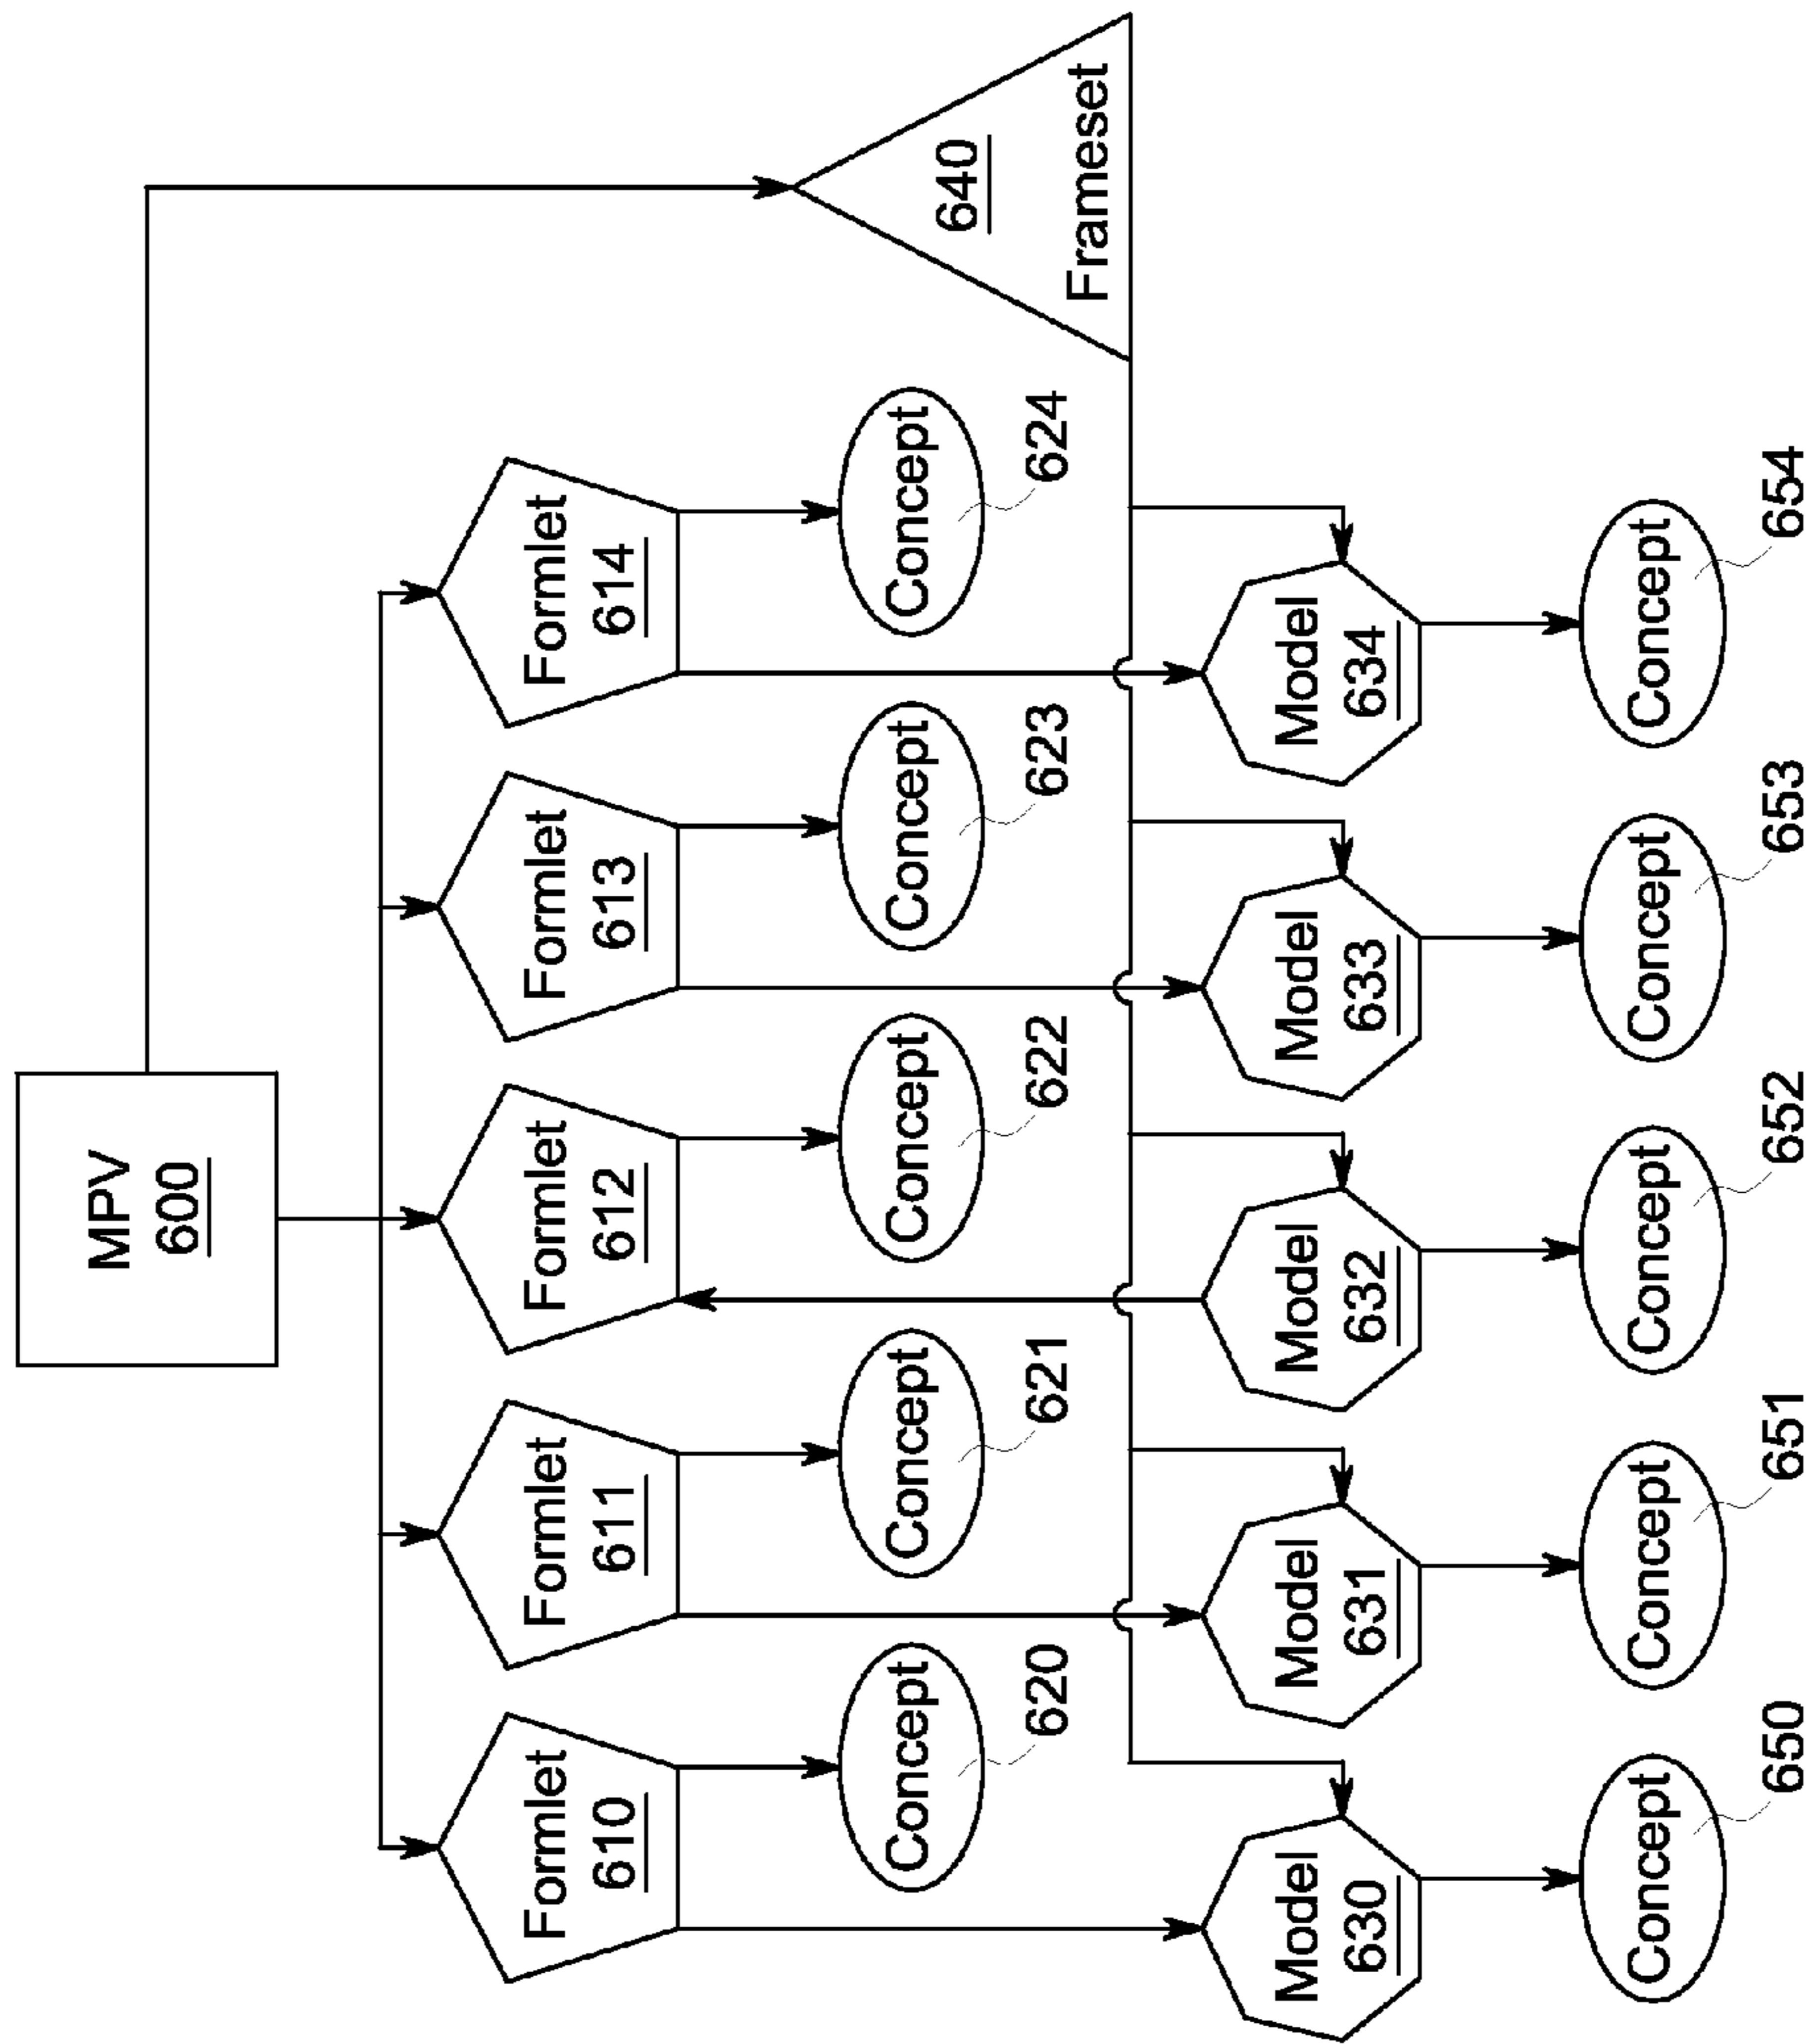 MPV
600
Formlet
610
Formlet
611
Formlet
612
Formlet
613
Formlet
614
Concept
620
Concept
621
Concept
622
Concept
623
Concept
624
640
Frameset
Model
630
Model
631
Model
632
Model
633
Model
634
Concept
650
Concept
651
Concept
652
Concept
653
Concept
654